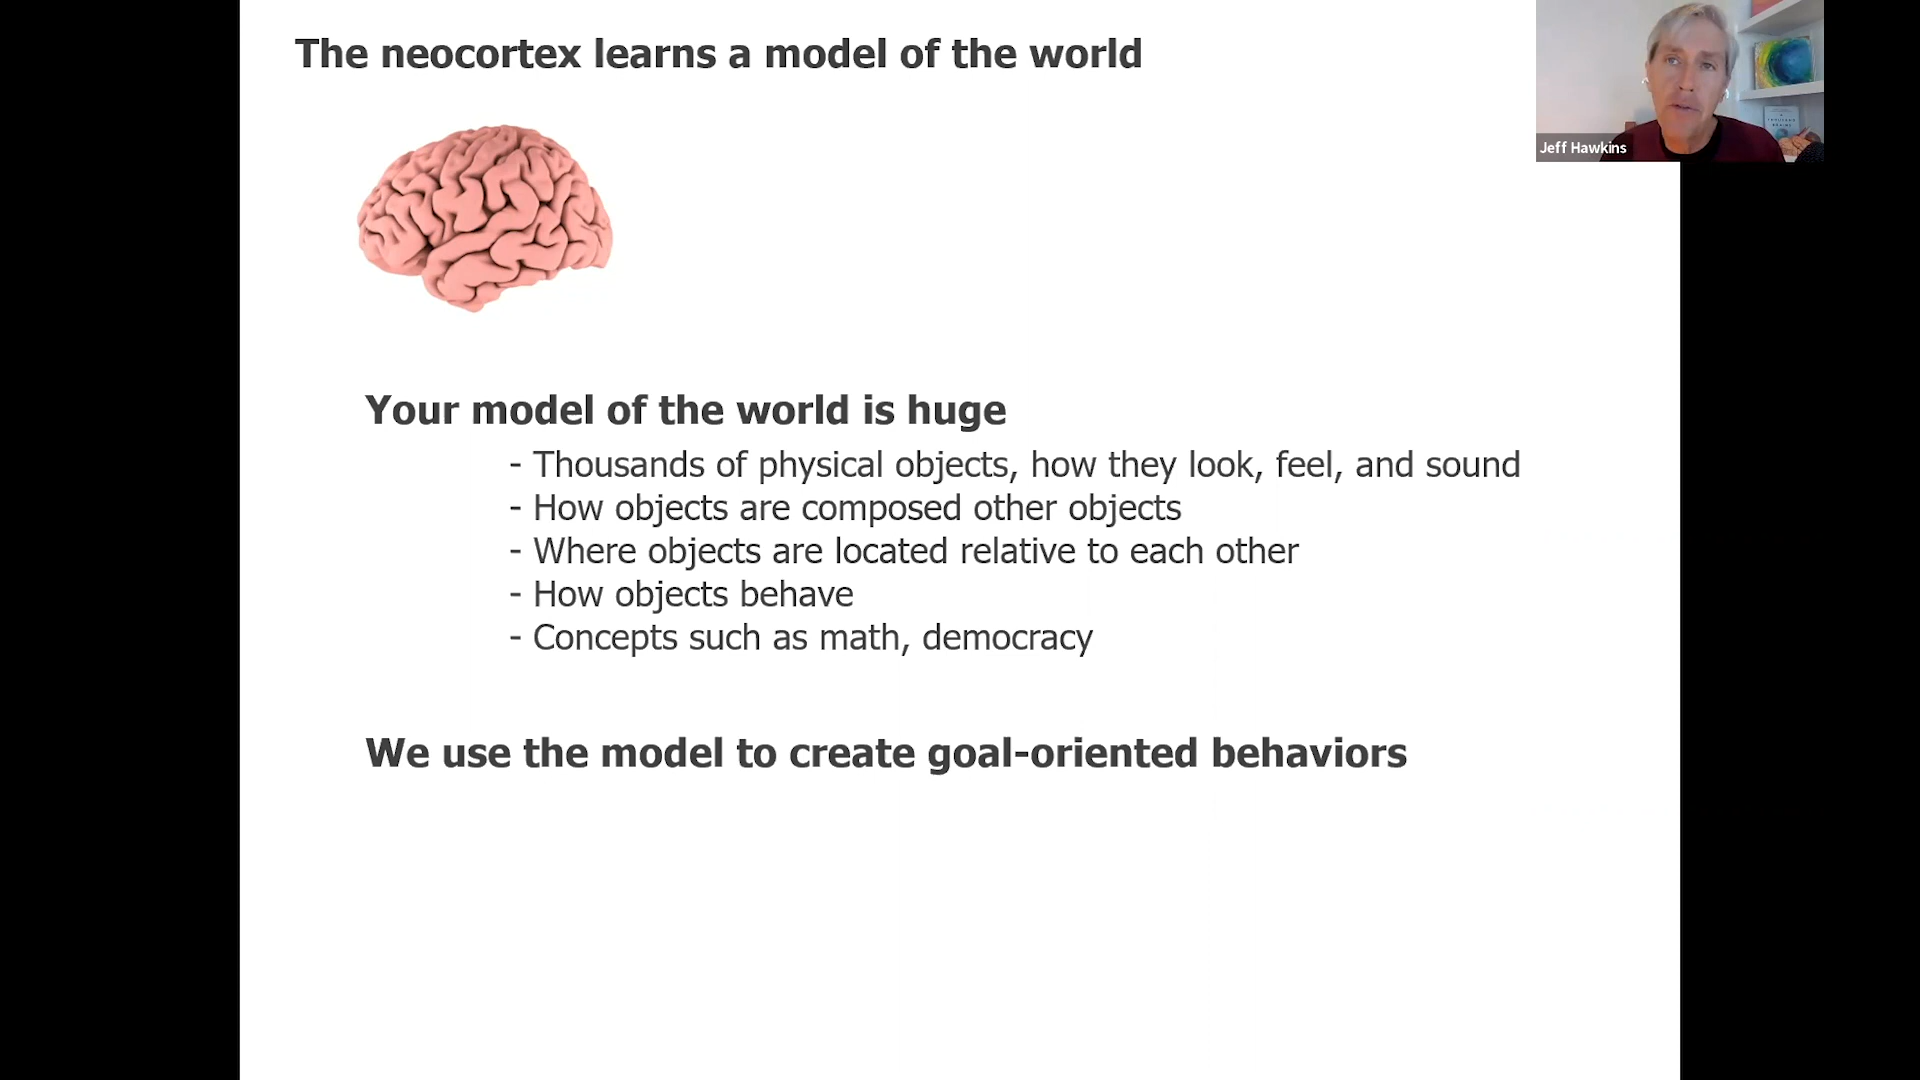 The neocortex learns a model of the world
Jeff Hawkins
Your model of the world is huge
- Thousands of physical objects, how they look, feel, and sound
- How objects are composed other objects
- Where objects are located relative to each other
- How objects behave
- Concepts such as math, democracy
We use the model to create goal-oriented behaviors